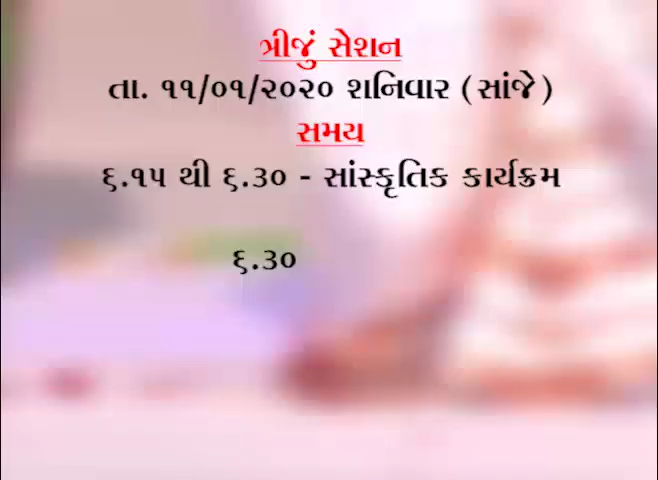 ત્રીજું સેશન
તા. ૧૧/૦૧/૨૦૨૦ શનિવાર (સાંજે)
સમય
૬.૧૫ થી ૬.૩૦ - સાંસ્કૃતિક કાર્યક્રમ
૬.૩૦